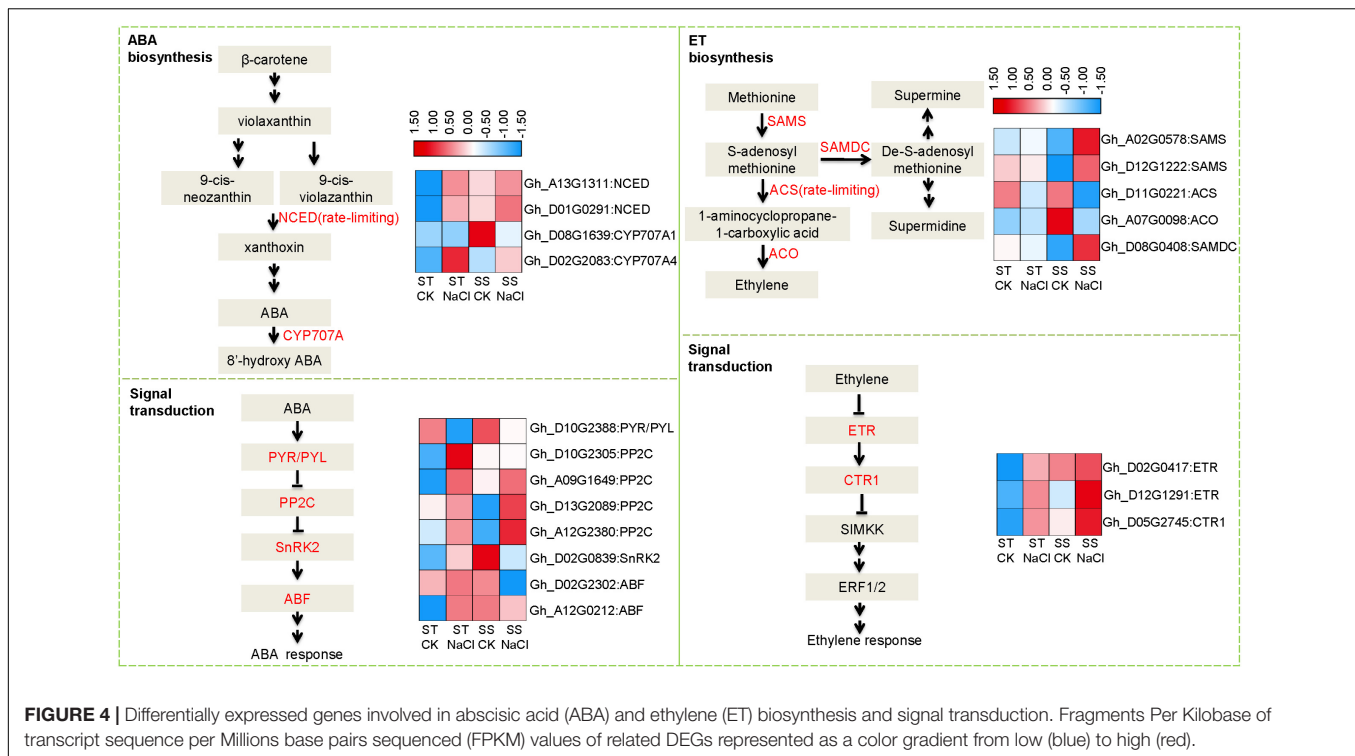 ABA
biosynthesis
β-carotene
violaxanthin
9-cis-
neozanthin
9-cis-
violazanthin
NCED(rate-limiting)
xanthoxin
ABA
CYP707A
8'-hydroxy ABA
1.50
1.00
0.50
0.00
-0.50
-1.00
-1.50
Gh_A13G1311:NCED
Gh_D01G0291:NCED
Gh_D08G1639:CYP707A1
Gh_D02G2083:CYP707A4
ST ST SS SS
CK NaCl CK NaCl
ET
biosynthesis
Methionine
SAMS
S-adenosyl
methionine
SAMDC
ACS(rate-limiting)
1-aminocyclopropane-
1-carboxylic acid
ACO
Ethylene
Supermine
De-S-adenosyl
methionine
Supermidine
1.50
1.00
0.50
0.00
-0.50
-1.00
-1.50
Gh_A02G0578:SAMS
Gh_D12G1222:SAMS
Gh_D11G0221:ACS
Gh_A07G0098:ACO
Gh_D08G0408:SAMDC
ST ST SS SS
CK NaCl CK NaCl
Signal
transduction
ABA
PYR/PYL
PP2C
SnRK2
ABF
ABA response
Gh_D10G2388:PYR/PYL
Gh_D10G2305:PP2C
Gh_A09G1649:PP2C
Gh_D13G2089:PP2C
Gh_A12G2380:PP2C
Gh_D02G0839:SnRK2
Gh_D02G2302:ABF
Gh_A12G0212:ABF
ST ST SS SS
CK NaCl CK NaCl
Signal
transduction
Ethylene
ETR
CTR1
SIMKK
ERF1/2
Ethylene response
Gh_D02G0417:ETR
Gh_D12G1291:ETR
Gh_D05G2745:CTR1
ST ST SS SS
CK NaCl CK NaCl
FIGURE 4 | Differentially expressed genes involved in abscisic acid (ABA) and ethylene (ET) biosynthesis and signal transduction. Fragments Per Kilobase of
transcript sequence per Millions base pairs sequenced (FPKM) values of related DEGs represented as a color gradient from low (blue) to high (red).